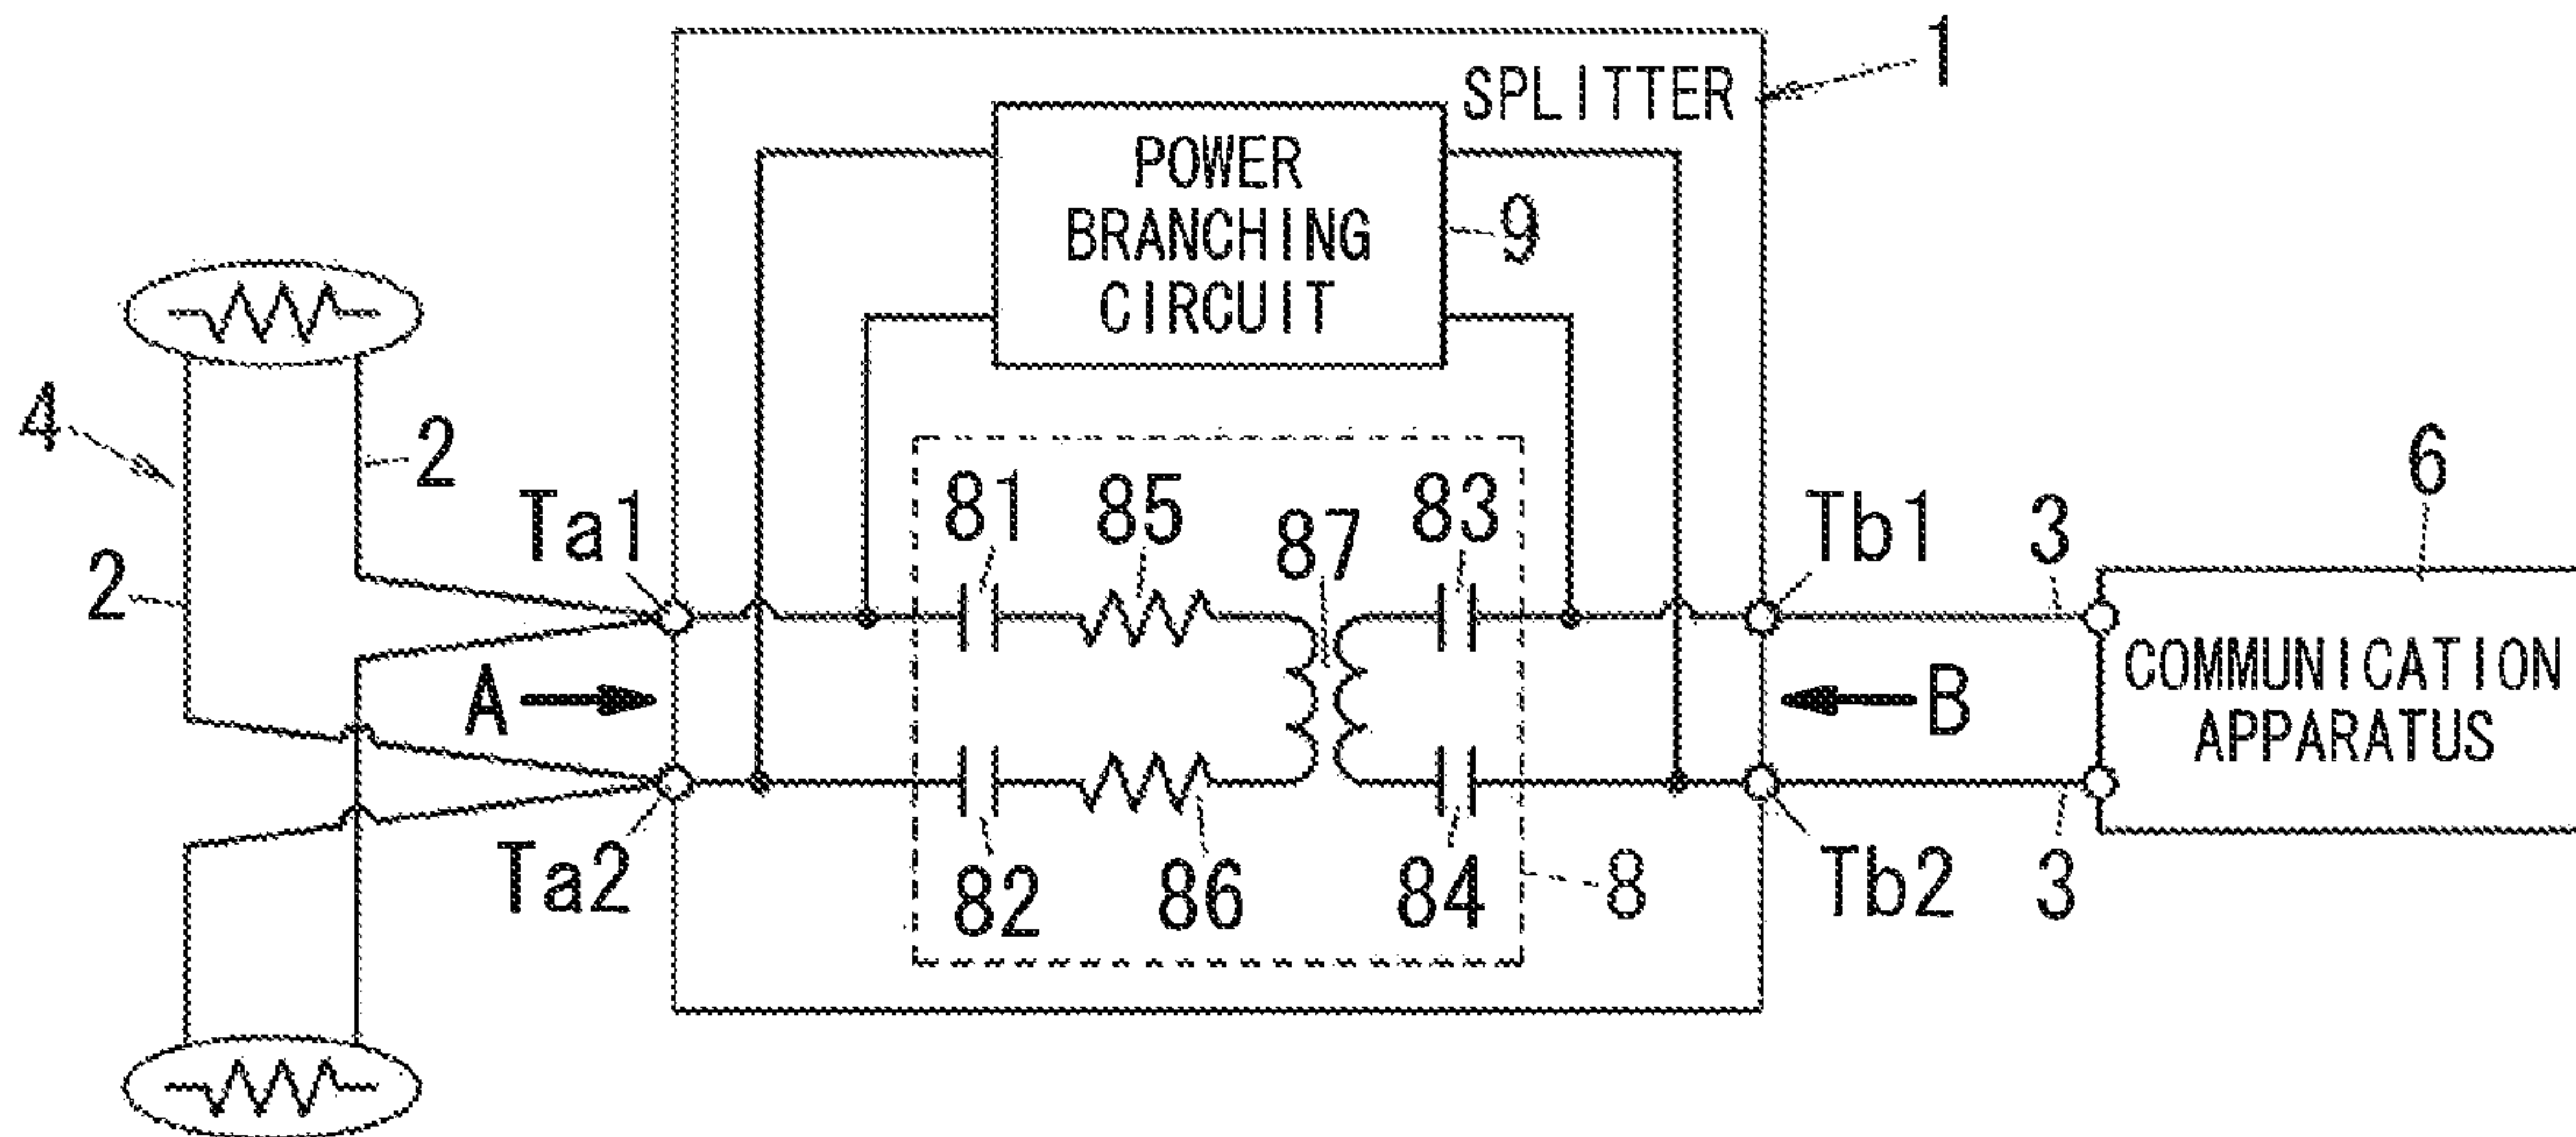 1
SPLITTER
POWER
BRANCHING
CIRCUIT
9
4
2
2
Ta1
81
85
87
83
Tb1
3
6
A
B
COMMUNICATION
APPARATUS
Ta2
82
86
84
8
Tb2
3